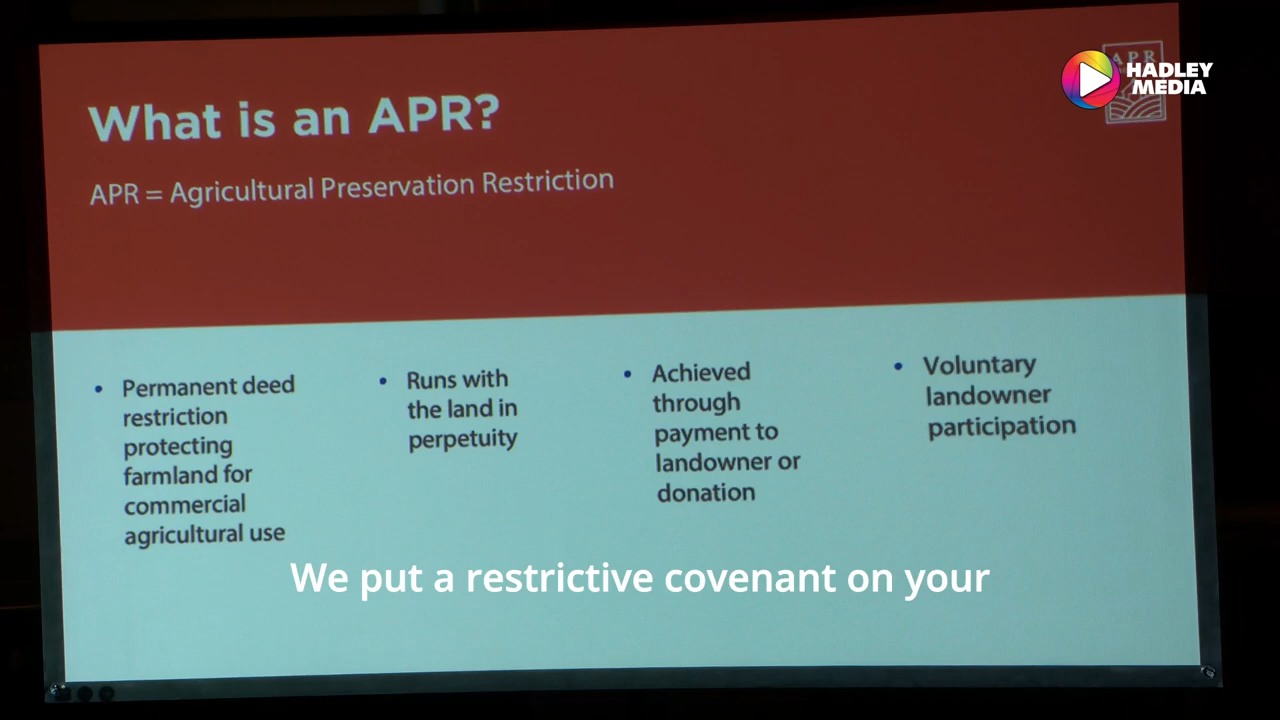 What is an APR?
APR = Agricultural Preservation Restriction
APR
HADLEY
MEDIA
• Permanent deed
restriction
protecting
farmland for
commercial
agricultural use
• Runs with
the land in
perpetuity
• Achieved
through
payment to
landowner or
donation
• Voluntary
landowner
participation
We put a restrictive covenant on your